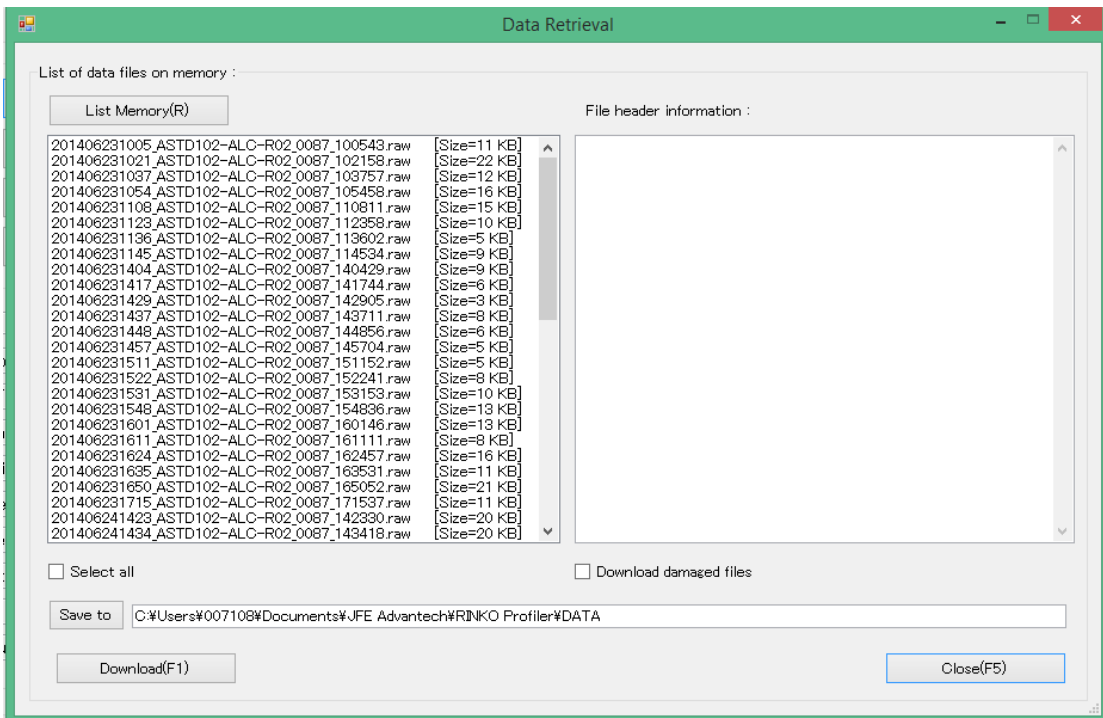 Data Retrieval
List of data files on memory :
List Memory(R)
File header information :
201406231005_ASTD102-ALC-R02_0087_100543.raw [Size=11 KB]
201406231021_ASTD102-ALC-R02_0087_102158.raw [Size=22 KB]
201406231037_ASTD102-ALC-R02_0087_103757.raw [Size=12 KB]
201406231054_ASTD102-ALC-R02_0087_105458.raw [Size=16 KB]
201406231108_ASTD102-ALC-R02_0087_110811.raw [Size=15 KB]
201406231123_ASTD102-ALC-R02_0087_112358.raw [Size=10 KB]
201406231136_ASTD102-ALC-R02_0087_113602.raw [Size=5 KB]
201406231145_ASTD102-ALC-R02_0087_114534.raw [Size=9 KB]
201406231404_ASTD102-ALC-R02_0087_140429.raw [Size=9 KB]
201406231417_ASTD102-ALC-R02_0087_141744.raw [Size=6 KB]
201406231429_ASTD102-ALC-R02_0087_142905.raw [Size=3 KB]
201406231437_ASTD102-ALC-R02_0087_143711.raw [Size=8 KB]
201406231448_ASTD102-ALC-R02_0087_144856.raw [Size=6 KB]
201406231457_ASTD102-ALC-R02_0087_145704.raw [Size=5 KB]
201406231511_ASTD102-ALC-R02_0087_151152.raw [Size=5 KB]
201406231522_ASTD102-ALC-R02_0087_152241.raw [Size=8 KB]
201406231531_ASTD102-ALC-R02_0087_153153.raw [Size=10 KB]
201406231548_ASTD102-ALC-R02_0087_154836.raw [Size=13 KB]
201406231601_ASTD102-ALC-R02_0087_160146.raw [Size=13 KB]
201406231611_ASTD102-ALC-R02_0087_161111.raw [Size=8 KB]
201406231624_ASTD102-ALC-R02_0087_162457.raw [Size=16 KB]
201406231635_ASTD102-ALC-R02_0087_163531.raw [Size=11 KB]
201406231650_ASTD102-ALC-R02_0087_165052.raw [Size=21 KB]
201406231715_ASTD102-ALC-R02_0087_171537.raw [Size=11 KB]
201406241423_ASTD102-ALC-R02_0087_142330.raw [Size=20 KB]
201406241434_ASTD102-ALC-R02_0087_143418.raw [Size=20 KB]
Select all
Download damaged files
Save to C:¥Users¥007108¥Documents¥JFE Advantech¥RINKO Profiler¥DATA
Download(F1)
Close(F5)